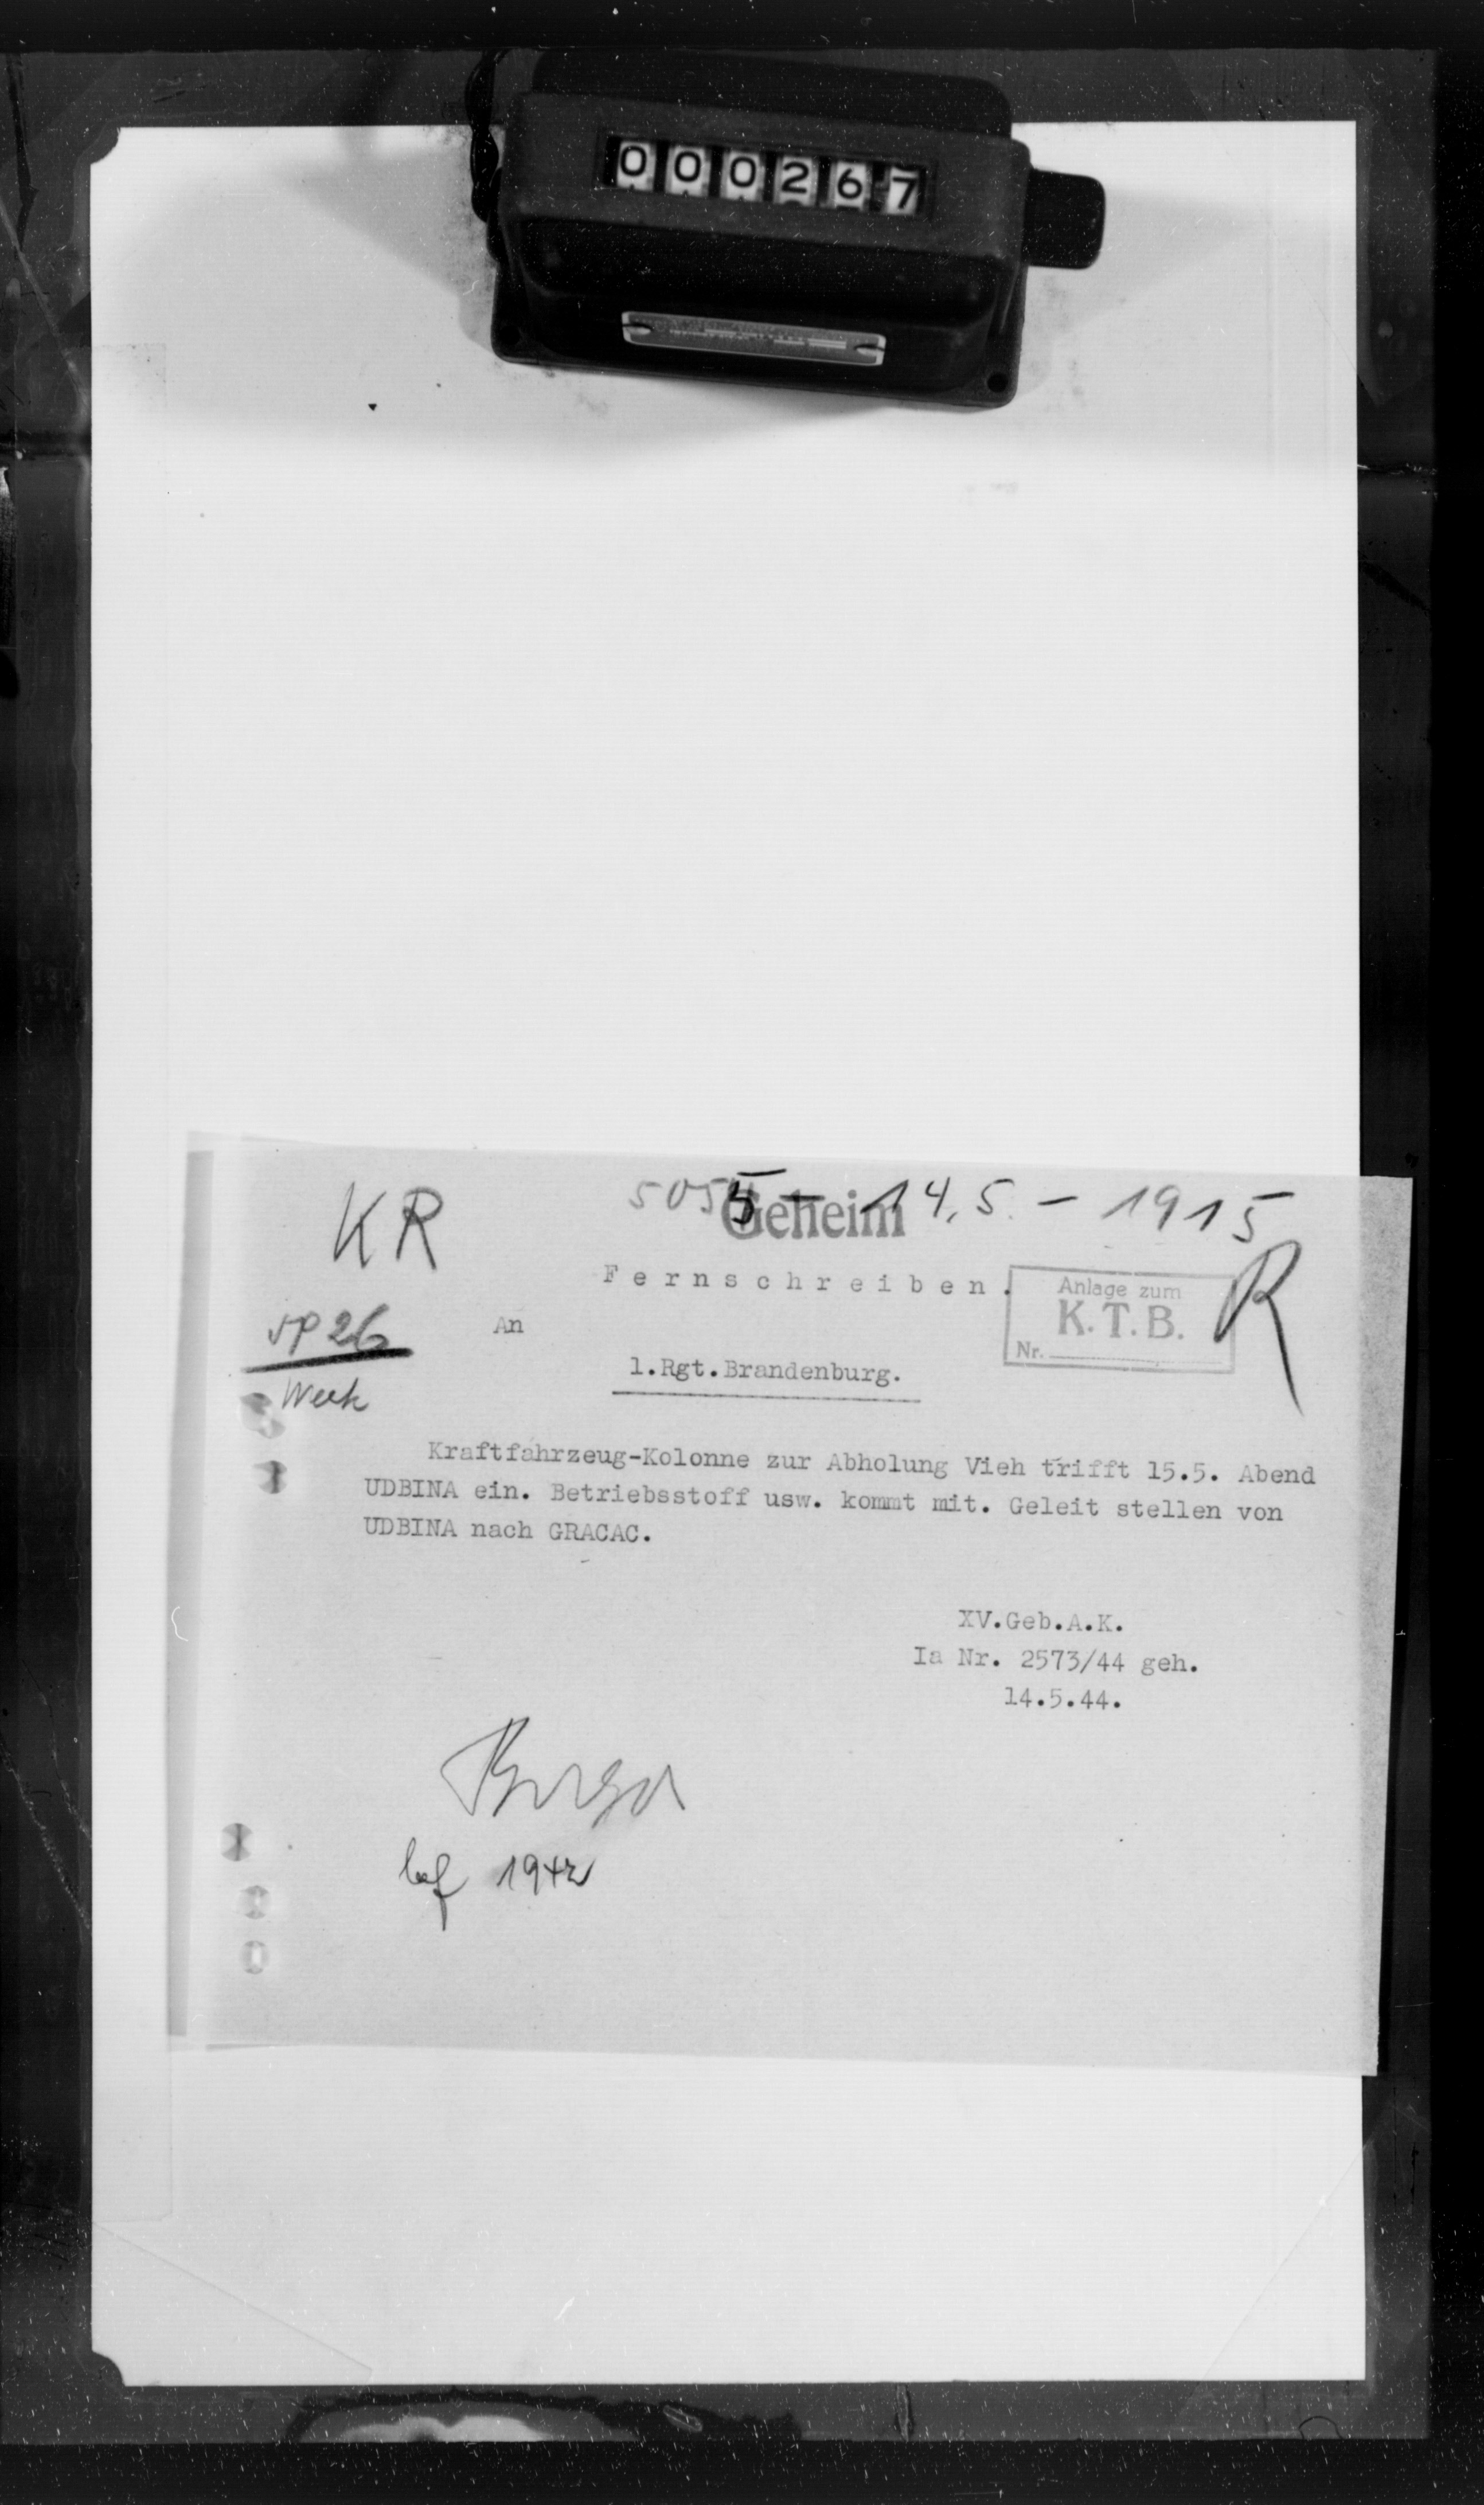 000267
KR
5055 - 14.5. - 1915
Geheim
Fernschreiben.
Anlage zum
K.T.B.
Nr.
R
26
An
1.Rgt.Brandenburg.
Kraftfahrzeug-Kolonne zur Abholung Vieh trifft 15.5. Abend
UDBINA ein. Betriebsstoff usw. kommt mit. Geleit stellen von
UDBINA nach GRACAC.
XV.Geb.A.K.
Ia Nr. 2573/44 geh.
14.5.44.